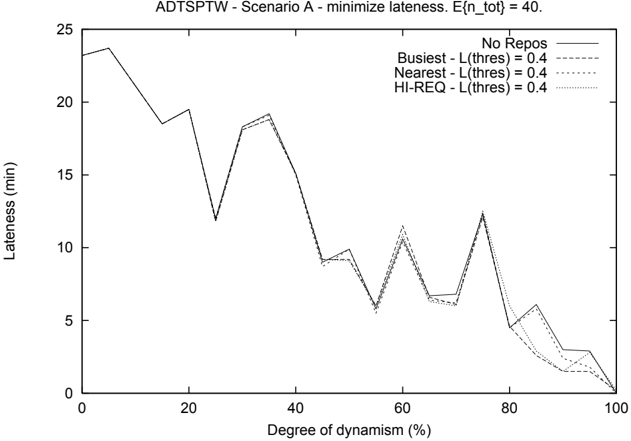 ADTSPTW - Scenario A - minimize lateness. E{n_tot} = 40.
No Repos
Busiest - L(thres) = 0.4
Nearest - L(thres) = 0.4
HI-REQ - L(thres) = 0.4
25
20
15
10
5
0
Lateness (min)
0 20 40 60 80 100
Degree of dynamism (%)